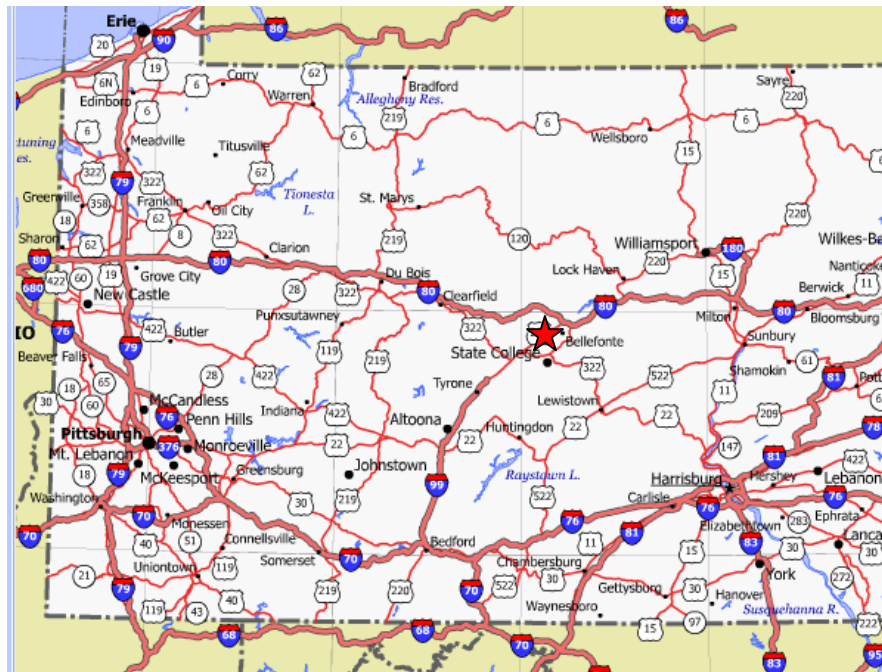 Erie
90
86
86
20
19
6N
Edinboro
6
Corry
62
Warren
Allegheny Res.
Bradford
219
Sayre
220
6
6
6
Wellsboro
15
6
Meadville
Titusville
322
79
322
62
6
Greenville
358
Franklin
Oil City
62
Tionesta
L.
St. Marys
18
8
322
Sharon
62
Clarion
219
120
Williamsport
180
220
Lock Haven
220
15
80
80
680
422
60
19
Grove City
28
322
Du Bois
80
Clearfield
80
80
Nanticoke
Berwick
11
New Castle
Punxsutawney
Milton
Bloomsburg
76
422
Butler
322
State College
Bellefonte
Sunbury
79
119
219
322
522
Shamokin
61
81
Beaver Falls
28
422
Tyrone
11
18
65
60
30
McCandless
76
Penn Hills
Indiana
422
Altoona
Lewistown
22
209
Pittsburgh
376
Monroeville
22
22
Huntingdon
22
147
78
Mt. Lebanon
McKeesport
Greensburg
Johnstown
99
Raystown L.
81
Harrisburg
Hershey
422
Lebanon
18
79
219
522
Carlisle
76
76
Washington
30
Elizabethtown
283
Ephrata
70
70
Monessen
76
81
83
30
30
40
51
Connellsville
119
Somerset
70
Bedford
11
Chambersburg
15
York
272
21
Uniontown
79
119
43
40
219
220
70
522
30
Waynesboro
Gettysburg
30
Hanover
Susquehanna R.
222
68
68
70
15
97
81
83
95